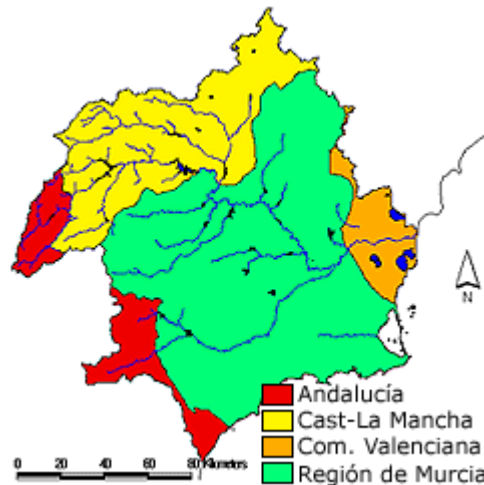 N
Andalucía
Cast-La Mancha
Com. Valenciana
Región de Murcia
0 20 40 60 80 Kilometers